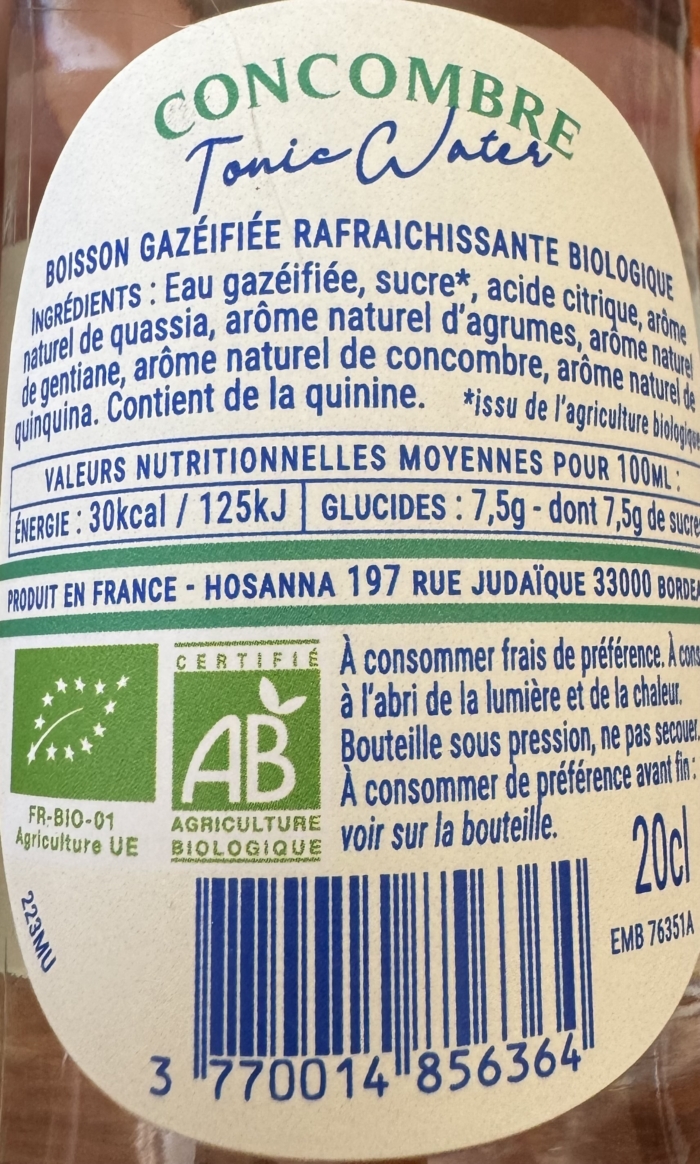 CONCOMBRE
Tonic Water
BOISSON GAZÉIFIÉE RAFRAICHISSANTE BIOLOGIQUE
INGRÉDIENTS : Eau gazéifiée, sucre*, acide citrique, arôme
naturel de quassia, arôme naturel d'agrumes, arôme naturel
de gentiane, arôme naturel de concombre, arôme naturel de
quinquina. Contient de la quinine. *issu de l'agriculture biologique
VALEURS NUTRITIONNELLES MOYENNES POUR 100ML :
ÉNERGIE : 30kcal / 125kJ GLUCIDES : 7,5g - dont 7,5g de sucre
PRODUIT EN FRANCE - HOSANNA 197 RUE JUDAÏQUE 33000 BORDEA
CERTIFIÉ
AB
AGRICULTURE
BIOLOGIQUE
FR-BIO-01
Agriculture UE
À consommer frais de préférence. À cons
à l'abri de la lumière et de la chaleur.
Bouteille sous pression, ne pas secouer.
À consommer de préférence avant fin :
voir sur la bouteille.
20cl
EMB 76351A
223MU
3 770014 856364